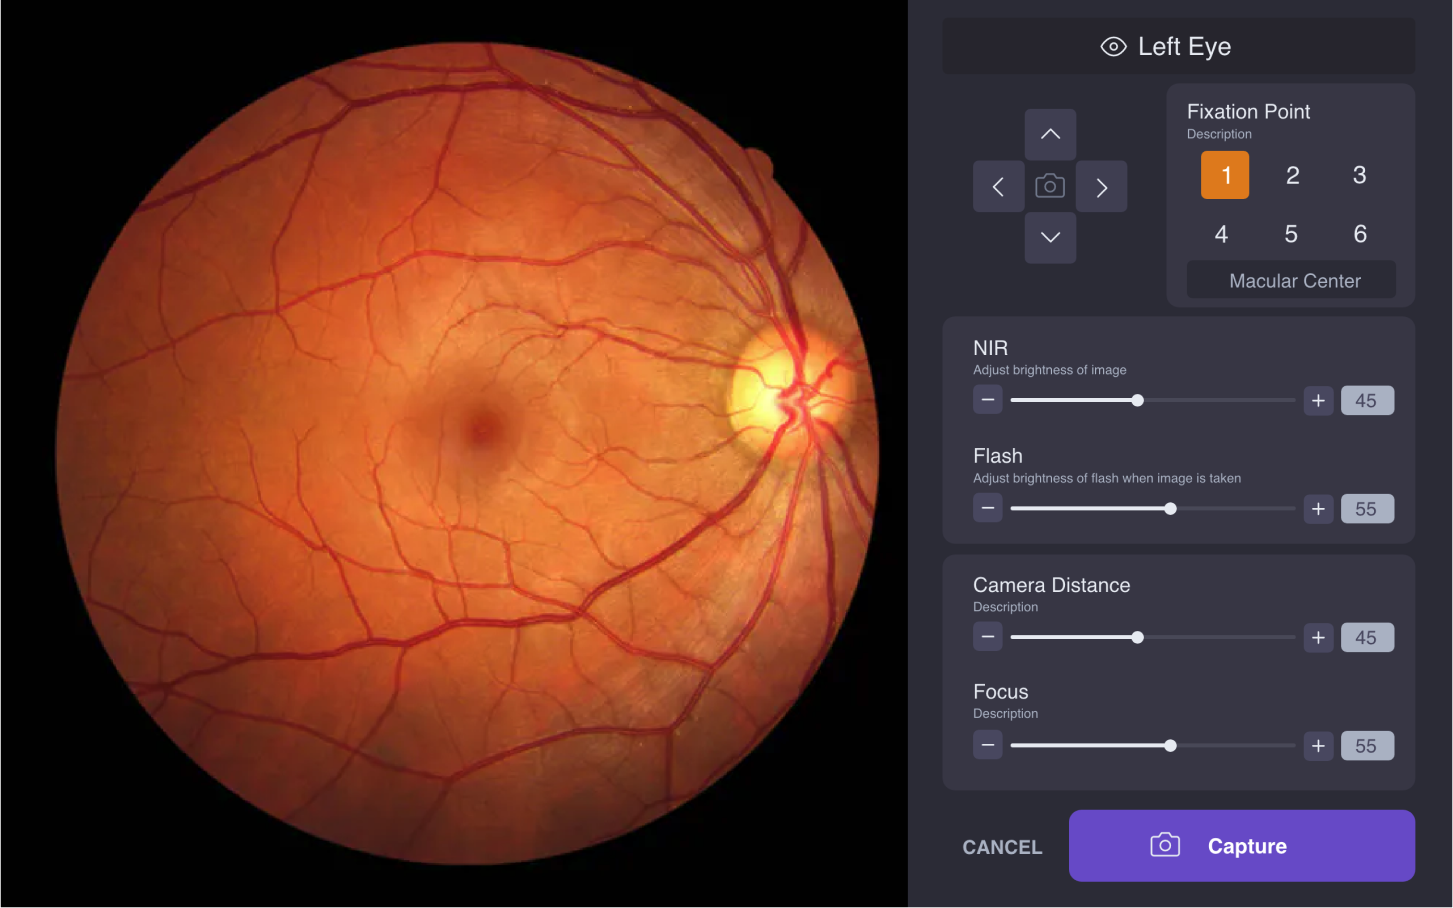 Left Eye
Fixation Point
Description
1 2 3
4 5 6
Macular Center
NIR
Adjust brightness of image
45
Flash
Adjust brightness of flash when image is taken
55
Camera Distance
Description
45
Focus
Description
55
CANCEL Capture